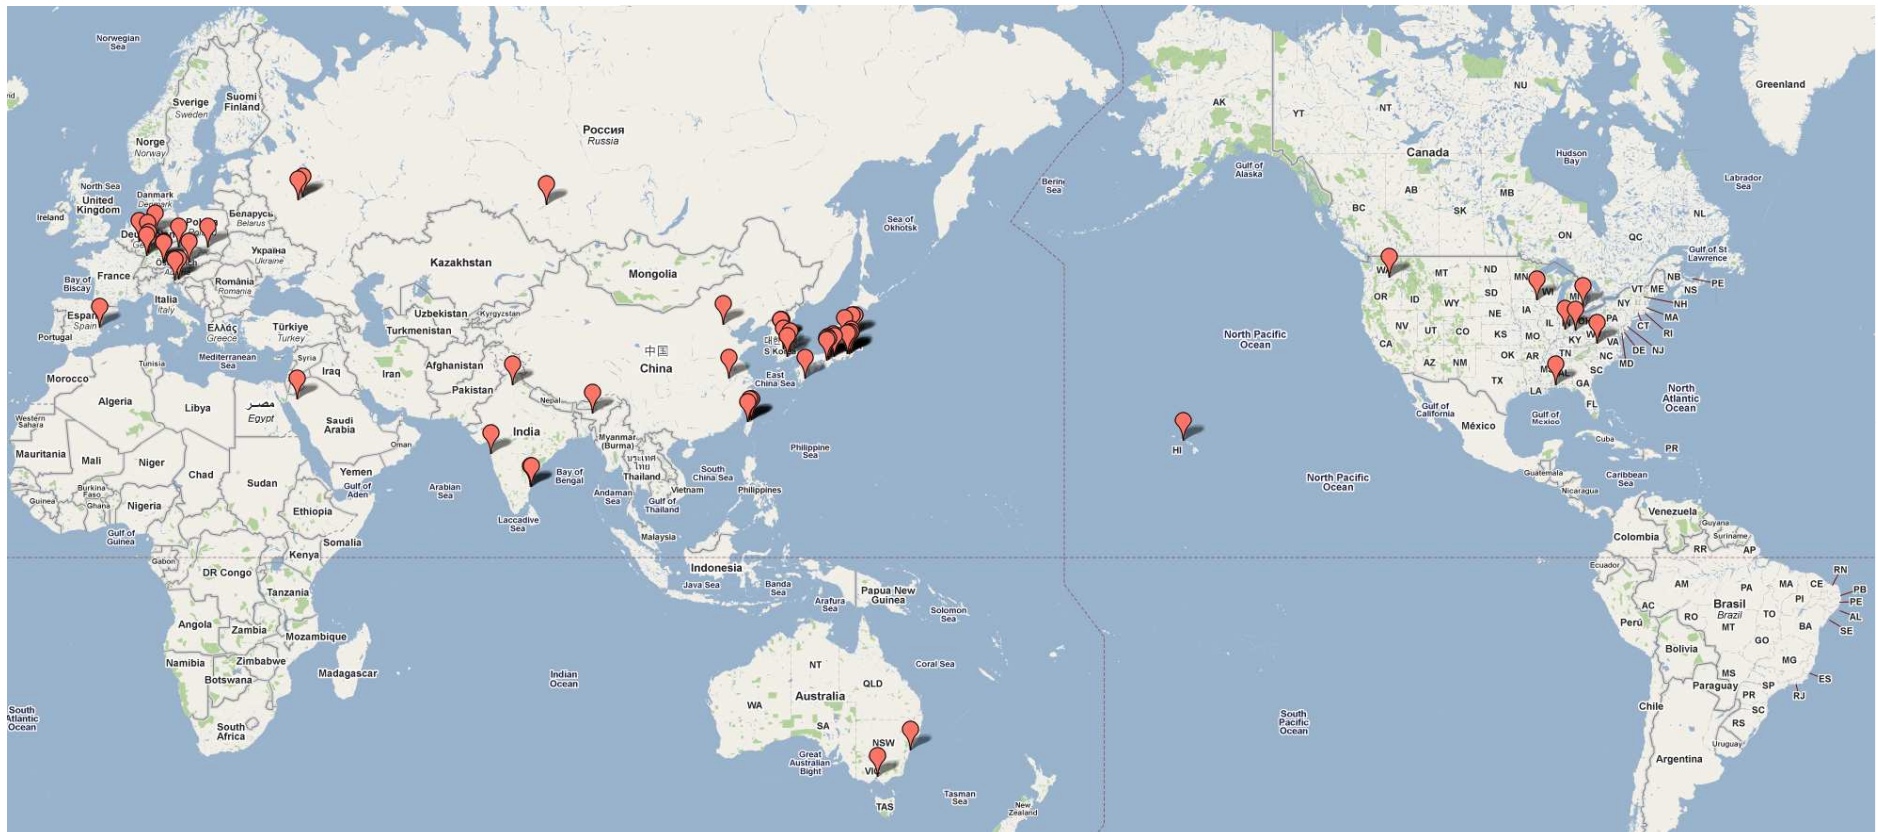 Norwegian
Sea
Sverige
Sweden
Suomi
Finland
Norge
Norway
Россия
Russia
North Sea
United
Kingdom
Ireland
Danmark
Беларусь
Belarus
Україна
Ukraine
France
Bay of
Biscay
România
Romania
Italia
Italy
Spain
Portugal
Ελλάς
Greece
Türkiye
Turkey
Mediterranean
Sea
Tunisia
Syria
Iraq
Iran
Kazakhstan
Uzbekistan
Kyrgyzstan
Turkmenistan
Afghanistan
Pakistan
Mongolia
中国
China
Nepal
India
Myanmar
(Burma)
ประเทศ
ไทย
Thailand
Vietnam
Gulf of
Thailand
South
China Sea
East
China Sea
S Korea
Sea of
Okhotsk
Philippine
Sea
Philippines
Morocco
Western
Sahara
Algeria
Libya
مصر
Egypt
Saudi
Arabia
Oman
Yemen
Gulf of
Aden
Mauritania
Mali
Niger
Chad
Sudan
Burkina
Faso
Guinea
Ghana
Nigeria
Ethiopia
Somalia
Gulf of
Guinea
Gabon
DR Congo
Kenya
Tanzania
Angola
Zambia
Mozambique
Namibia
Zimbabwe
Botswana
Madagascar
South
Africa
South
Atlantic
Ocean
Arabian
Sea
Laccadive
Sea
Bay of
Bengal
Andaman
Sea
Indian
Ocean
Malaysia
Indonesia
Java Sea
Banda
Sea
Arafura
Sea
Papua New
Guinea
Solomon
Sea
Coral Sea
Australia
NT
QLD
WA
SA
NSW
TAS
Great
Australian
Bight
Tasman
Sea
New
Zealand
AK
YT
NT
NU
Greenland
Gulf of
Alaska
Canada
Hudson
Bay
Labrador
Sea
BC
AB
SK
MB
ON
QC
NL
Gulf of St
Lawrence
NB
PE
NS
ME
VT
NH
MA
RI
CT
NJ
DE
MD
NY
PA
MT
ND
MN
WI
OR
ID
WY
SD
IA
NE
NV
UT
CO
KS
MO
IL
KY
VA
CA
AZ
NM
OK
AR
TN
NC
SC
TX
LA
GA
FL
North Pacific
Ocean
HI
North Pacific
Ocean
North
Atlantic
Ocean
Gulf of
California
México
Gulf of
Mexico
Cuba
PR
Guatemala
Nicaragua
Caribbean
Sea
Venezuela
Guyana
Suriname
Colombia
Ecuador
RR
AP
AM
PA
MA
CE
RN
PB
PE
AL
SE
PI
AC
RO
TO
BA
Brasil
Brazil
MT
GO
Perú
Bolivia
MG
ES
MS
SP
RJ
Paraguay
PR
SC
RS
Chile
Uruguay
Argentina
South
Pacific
Ocean